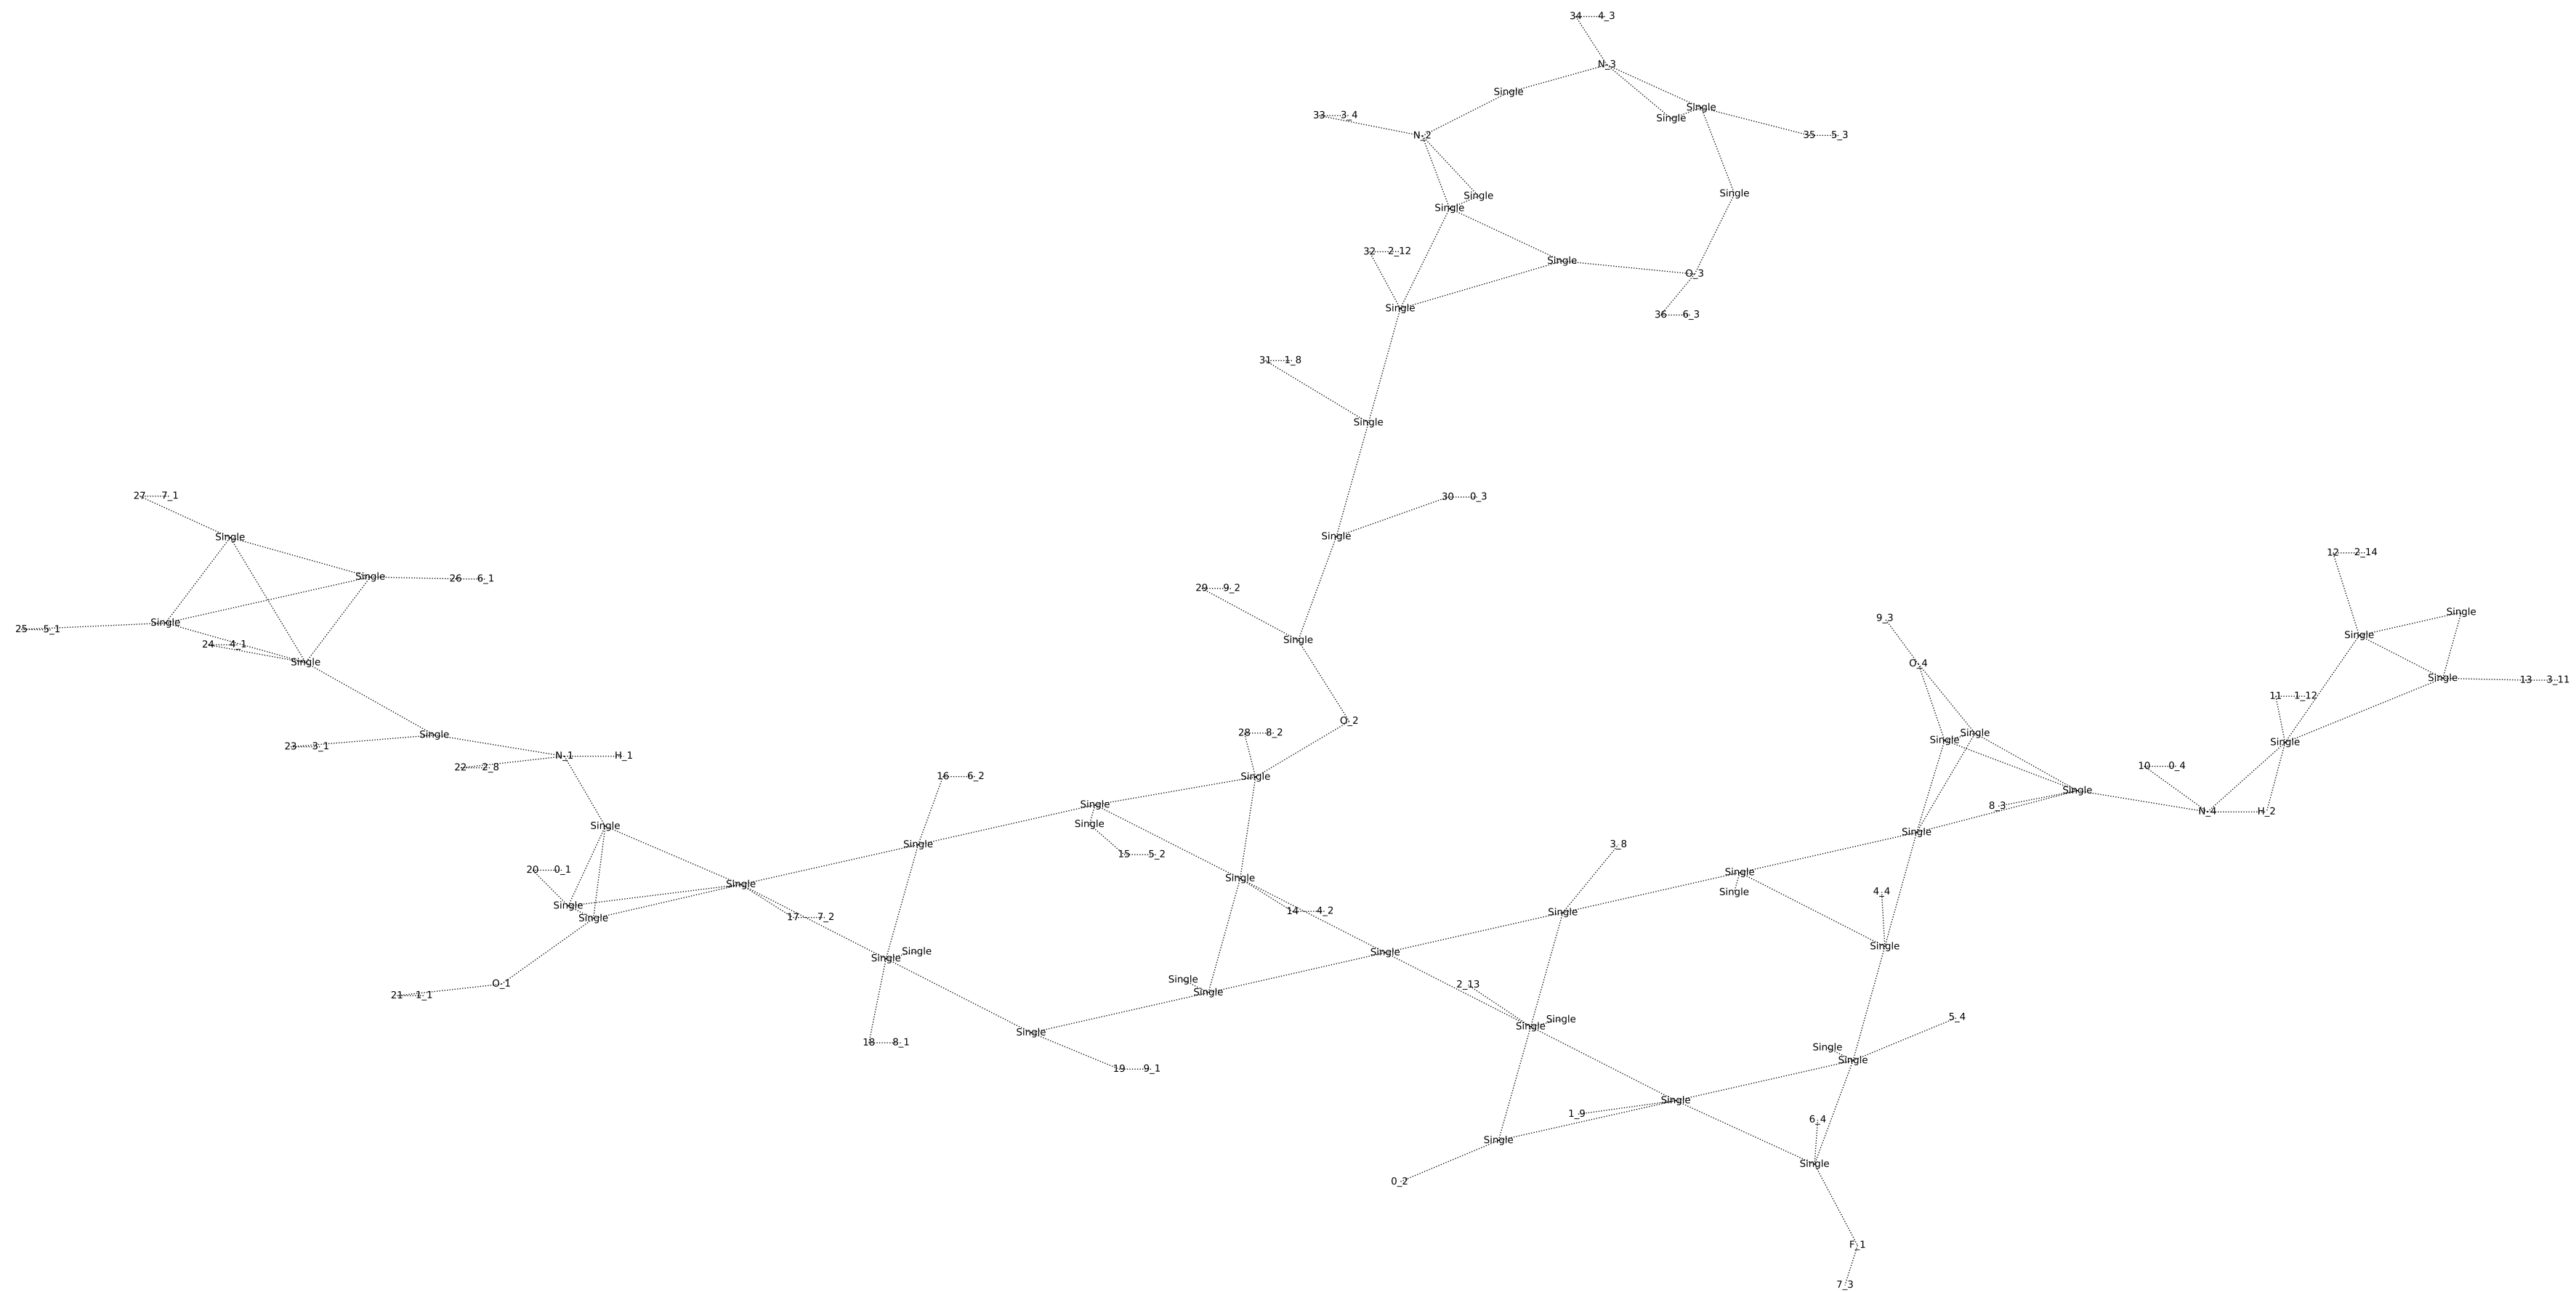 34 4_3
N_3
Single
Single
Single
33 3_4
N_2
35 5_3
Single
Single
Single
32 2_12
Single
O_3
Single
36 6_3
31 1_8
Single
27 7_1
30 0_3
Single
Single
12 2_14
Single
26 6_1
29 9_2
Single
9_3
Single
25 5_1
Single
Single
24 4_1
Single
O_4
Single
13 3_11
11 1_12
O_2
28 8_2
Single
Single
Single
Single
23 3_1
N_1
H_1
22 2_8
10 0_4
16 6_2
Single
Single
Single
8_3
N_4
H_2
Single
Single
Single
Single
3_8
15 5_2
20 0_1
Single
Single
Single
4_4
Single
Single
Single
14 4_2
Single
17 7_2
Single
Single
Single
Single
Single
Single
O_1
2_13
Single
21 1_1
5_4
Single
Single
Single
18 8_1
Single
Single
19 9_1
Single
1_9
6_4
Single
Single
0_2
F_1
7_3